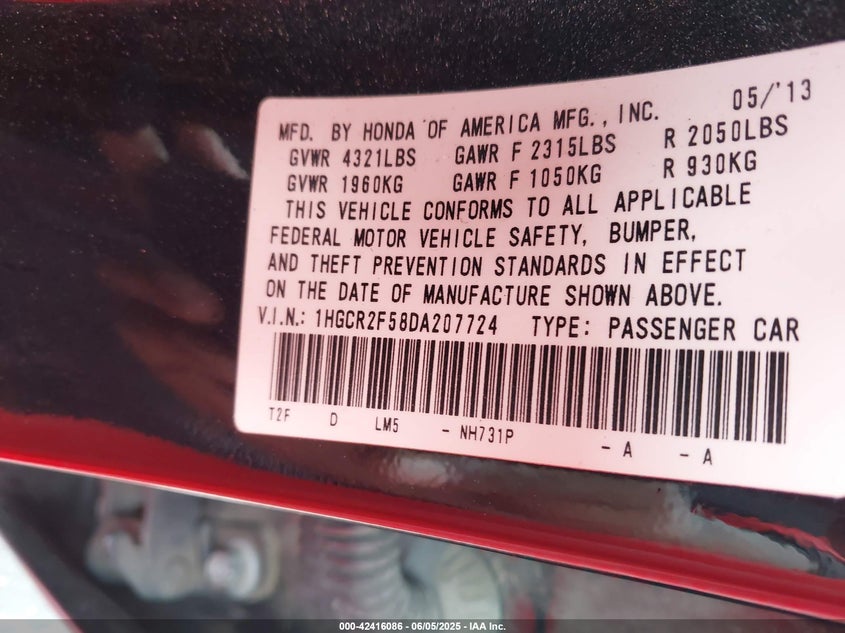 05/'13
MFD. BY HONDA OF AMERICA MFG., INC.
GVWR 4321LBS GAWR F 2315LBS R 2050LBS
GVWR 1960KG GAWR F 1050KG R 930KG
THIS VEHICLE CONFORMS TO ALL APPLICABLE
FEDERAL MOTOR VEHICLE SAFETY, BUMPER,
AND THEFT PREVENTION STANDARDS IN EFFECT
ON THE DATE OF MANUFACTURE SHOWN ABOVE.
V.I.N.: 1HGCR2F58DA207724 TYPE: PASSENGER CAR
T2F D LM5 - NH731P - A - A
000-42416086 - 06/05/2025 - IAA Inc.